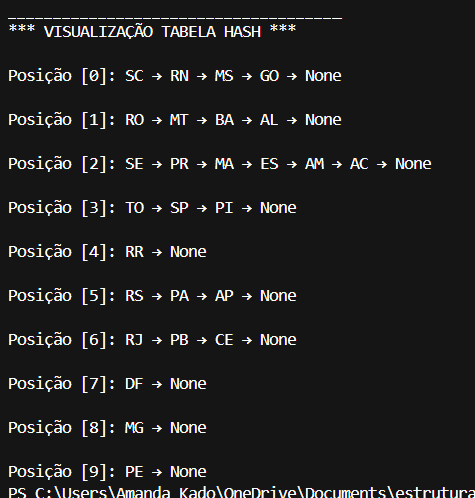 _____________________________________
*** VISUALIZAÇÃO TABELA HASH ***
Posição [0]: SC → RN → MS → GO → None
Posição [1]: RO → MT → BA → AL → None
Posição [2]: SE → PR → MA → ES → AM → AC → None
Posição [3]: TO → SP → PI → None
Posição [4]: RR → None
Posição [5]: RS → PA → AP → None
Posição [6]: RJ → PB → CE → None
Posição [7]: DF → None
Posição [8]: MG → None
Posição [9]: PE → None
PS C:\Users\Amanda Kado\OneDrive\Documents\estrutura